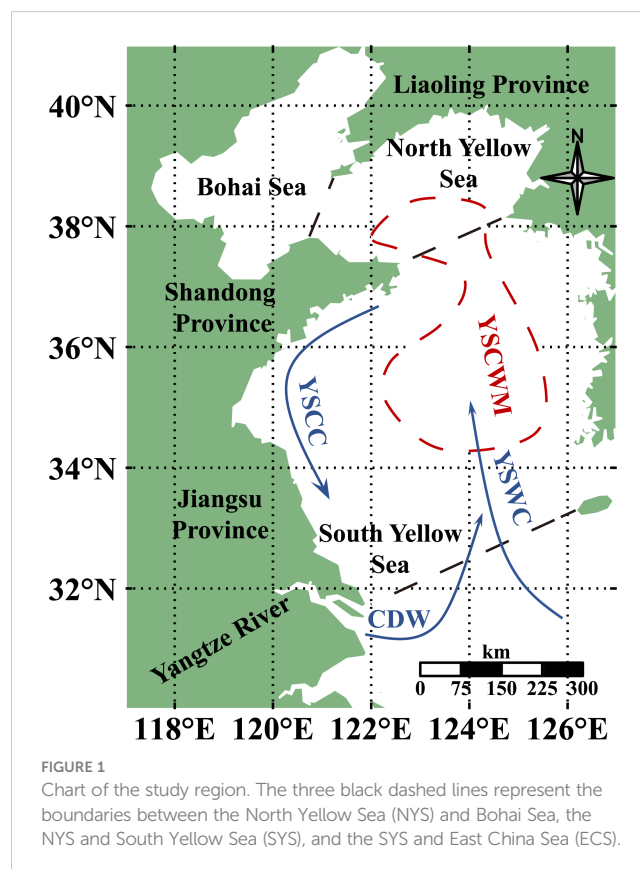 40°N
38°N
36°N
34°N
32°N
Liaoling Province
N
North Yellow
Sea
Bohai Sea
Shandong
Province
YSCC
YSCWM
YSWC
Jiangsu
Province
South Yellow
Sea
Yangtze River
CDW
km
0 75 150 225 300
118°E 120°E 122°E 124°E 126°E
FIGURE 1
Chart of the study region. The three black dashed lines represent the
boundaries between the North Yellow Sea (NYS) and Bohai Sea, the
NYS and South Yellow Sea (SYS), and the SYS and East China Sea (ECS).